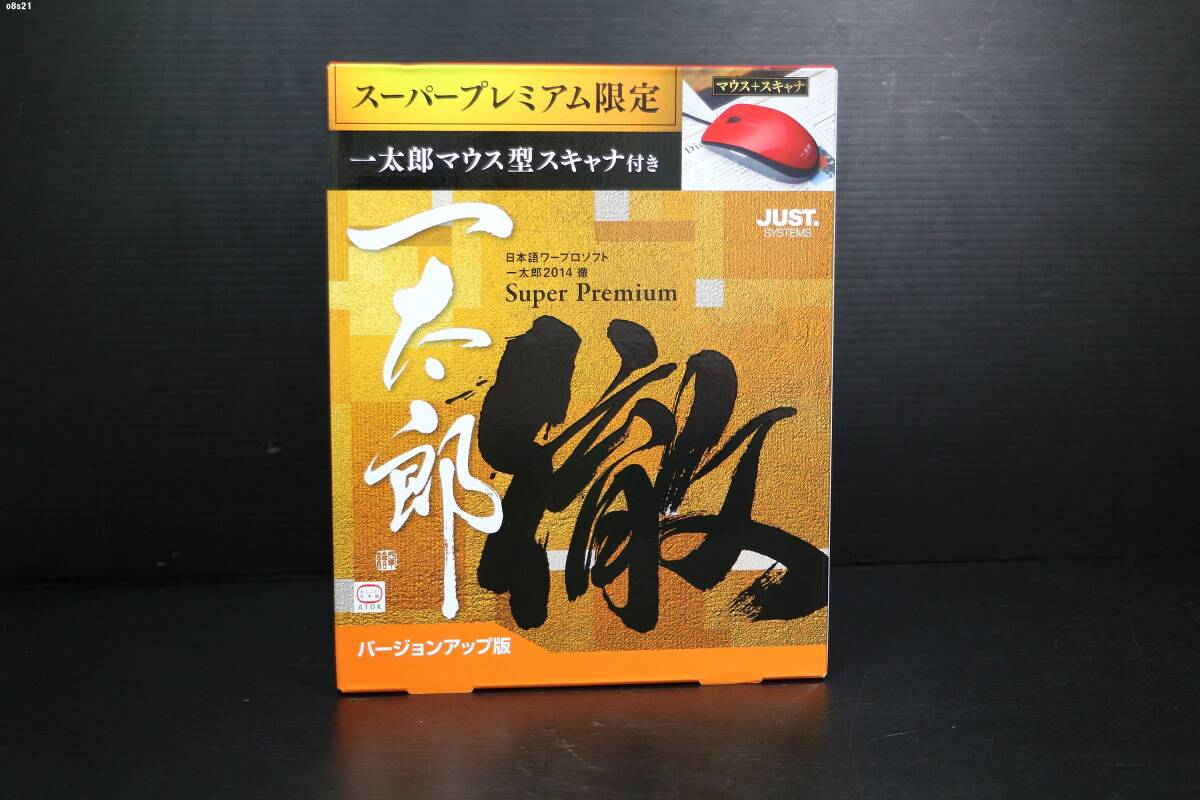 o8s21
スーパープレミアム限定
マウス+スキャナ
一太郎マウス型スキャナ付き
JUST.
SYSTEMS
日本語ワープロソフト
一太郎2014 徹
Super Premium
一太郎
徹
ATOK
バージョンアップ版